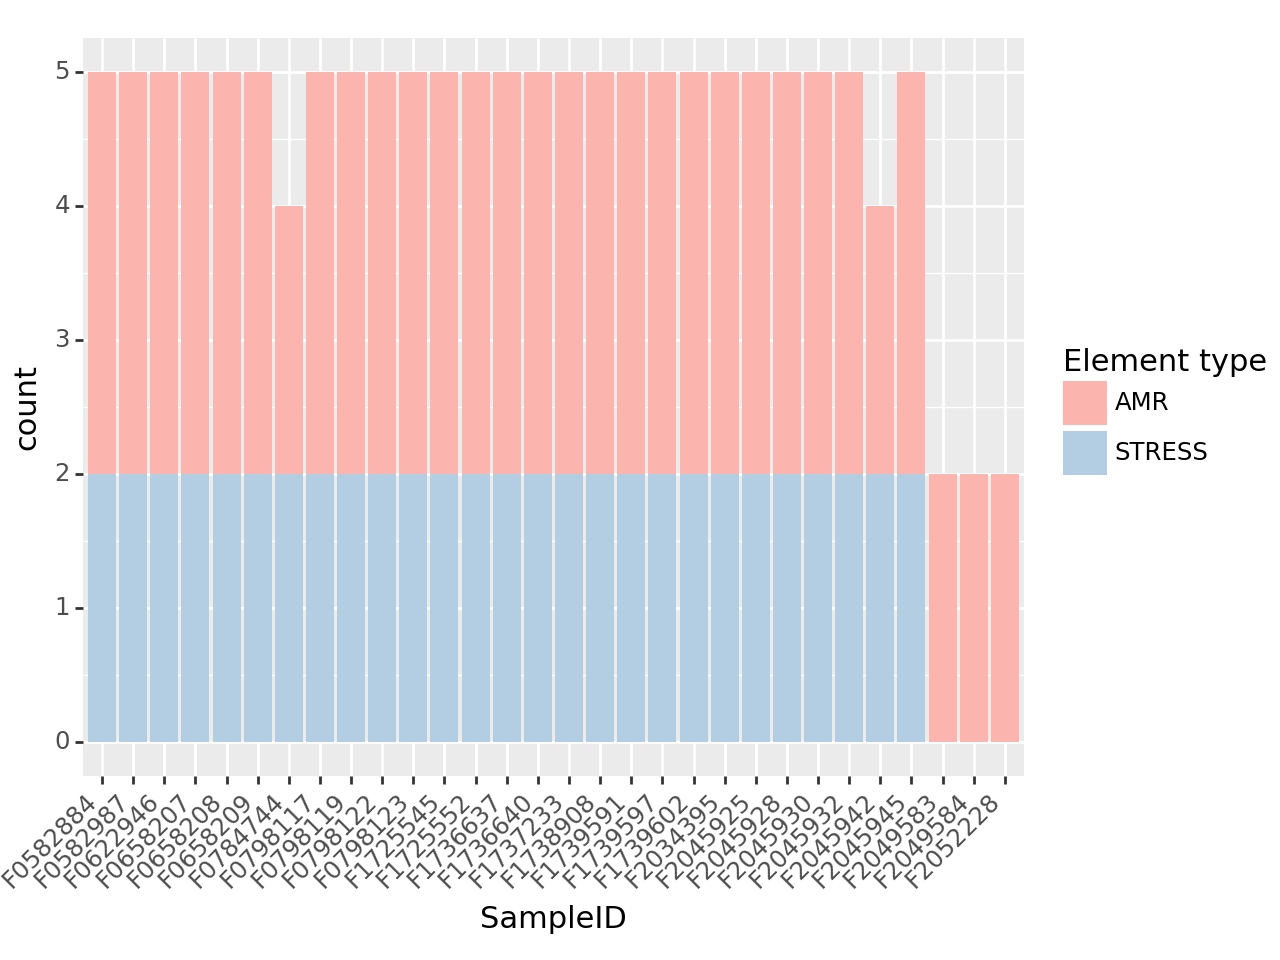 5
4
3
2
1
0
count
F0582884
F0582987
F0622946
F0658207
F0658208
F0658209
F0784744
F0798117
F0798119
F0798122
F0798123
F1725545
F1725552
F1736637
F1736640
F1737233
F1738908
F1739591
F1739597
F1739602
F2034395
F2045925
F2045928
F2045930
F2045932
F2045942
F2045945
F2049583
F2049584
F2052228
SampleID
Element type
AMR
STRESS